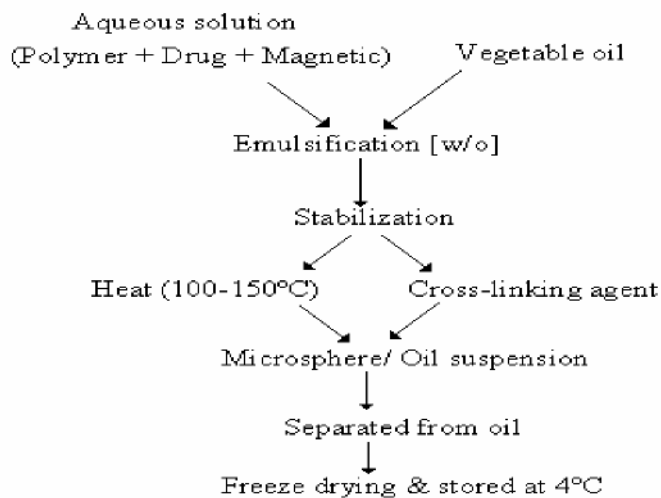 Aqueous solution
(Polymer + Drug + Magnetic)
Vegetable oil
Emulsification [w/o]
Stabilization
Heat (100-150°C)
Cross-linking agent
Microsphere/ Oil suspension
Separated from oil
Freeze drying & stored at 4°C